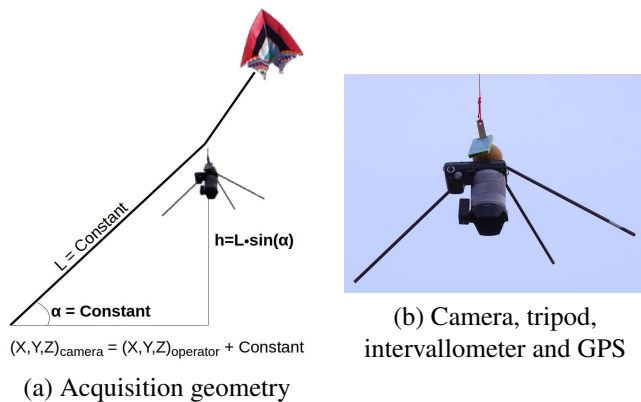 L = Constant
h=L•sin(α)
α = Constant
(X,Y,Z)camera = (X,Y,Z)operator + Constant
(a) Acquisition geometry
(b) Camera, tripod,
intervallometer and GPS